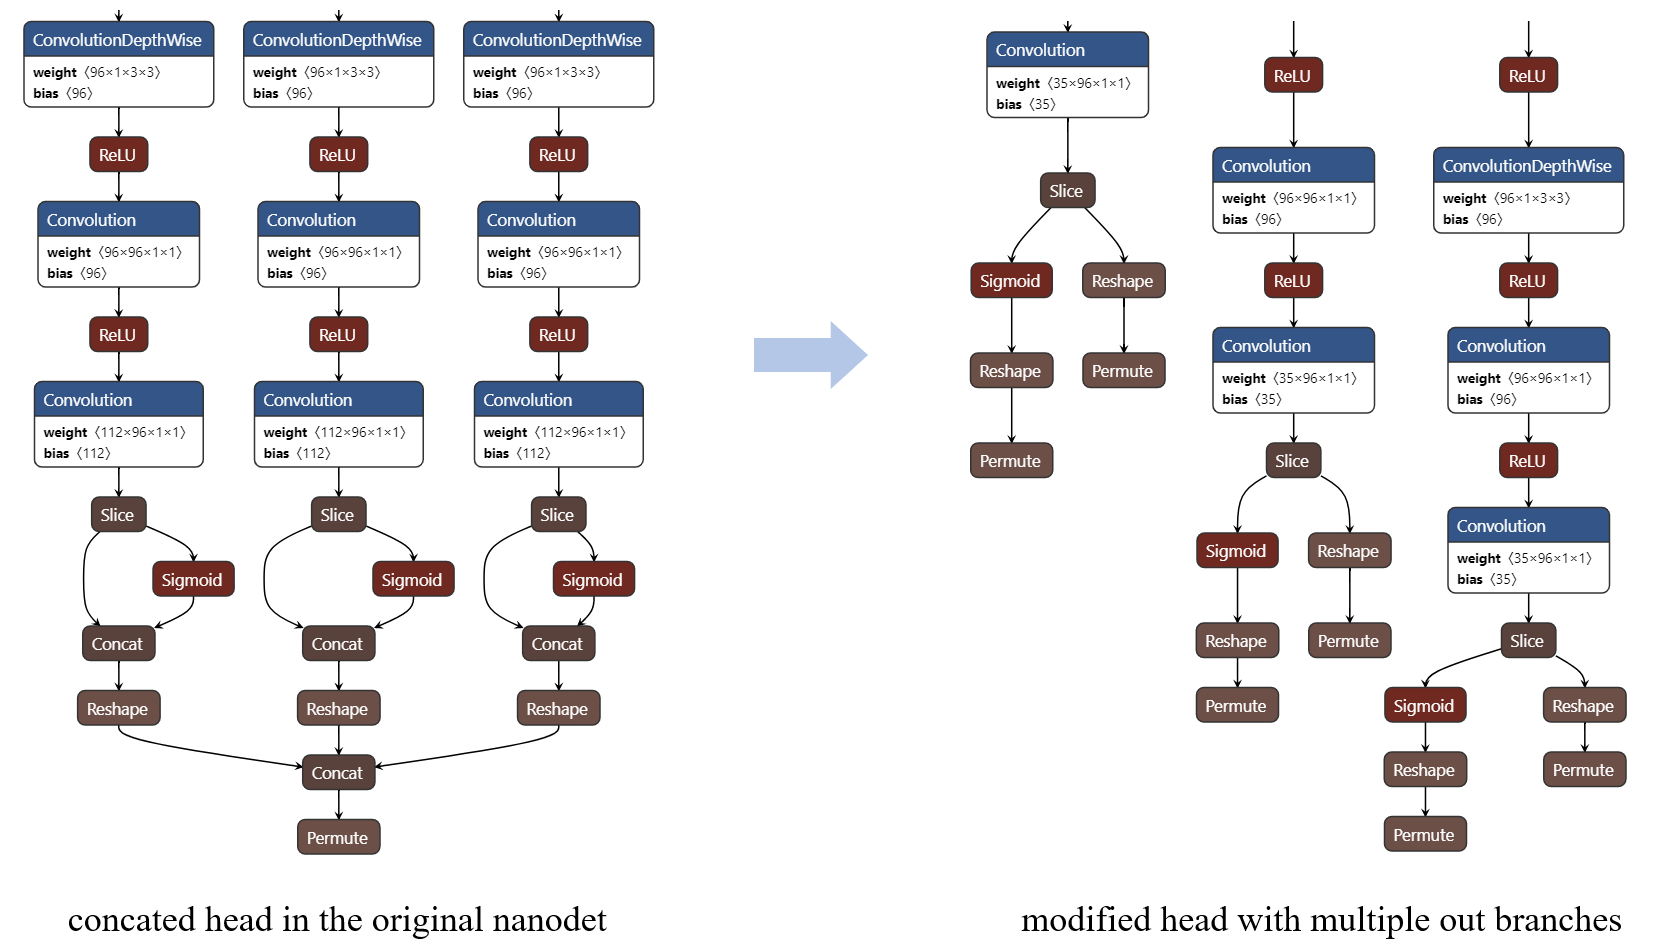 ConvolutionDepthWise
weight 〈96×1×3×3〉
bias 〈96〉
ReLU
Convolution
weight 〈96×96×1×1〉
bias 〈96〉
ReLU
Convolution
weight 〈112×96×1×1〉
bias 〈112〉
Slice
Sigmoid
Concat
Reshape
ConvolutionDepthWise
weight 〈96×1×3×3〉
bias 〈96〉
ReLU
Convolution
weight 〈96×96×1×1〉
bias 〈96〉
ReLU
Convolution
weight 〈112×96×1×1〉
bias 〈112〉
Slice
Sigmoid
Concat
Reshape
ConvolutionDepthWise
weight 〈96×1×3×3〉
bias 〈96〉
ReLU
Convolution
weight 〈96×96×1×1〉
bias 〈96〉
ReLU
Convolution
weight 〈112×96×1×1〉
bias 〈112〉
Slice
Sigmoid
Concat
Reshape
Concat
Permute
concated head in the original nanodet
Convolution
weight 〈35×96×1×1〉
bias 〈35〉
Slice
Sigmoid
Reshape
Reshape
Permute
Permute
ReLU
Convolution
weight 〈96×96×1×1〉
bias 〈96〉
ReLU
Convolution
weight 〈35×96×1×1〉
bias 〈35〉
Slice
Sigmoid
Reshape
Reshape
Permute
Permute
ReLU
ConvolutionDepthWise
weight 〈96×1×3×3〉
bias 〈96〉
ReLU
Convolution
weight 〈96×96×1×1〉
bias 〈96〉
ReLU
Convolution
weight 〈35×96×1×1〉
bias 〈35〉
Slice
Sigmoid
Reshape
Reshape
Permute
Permute
modified head with multiple out branches